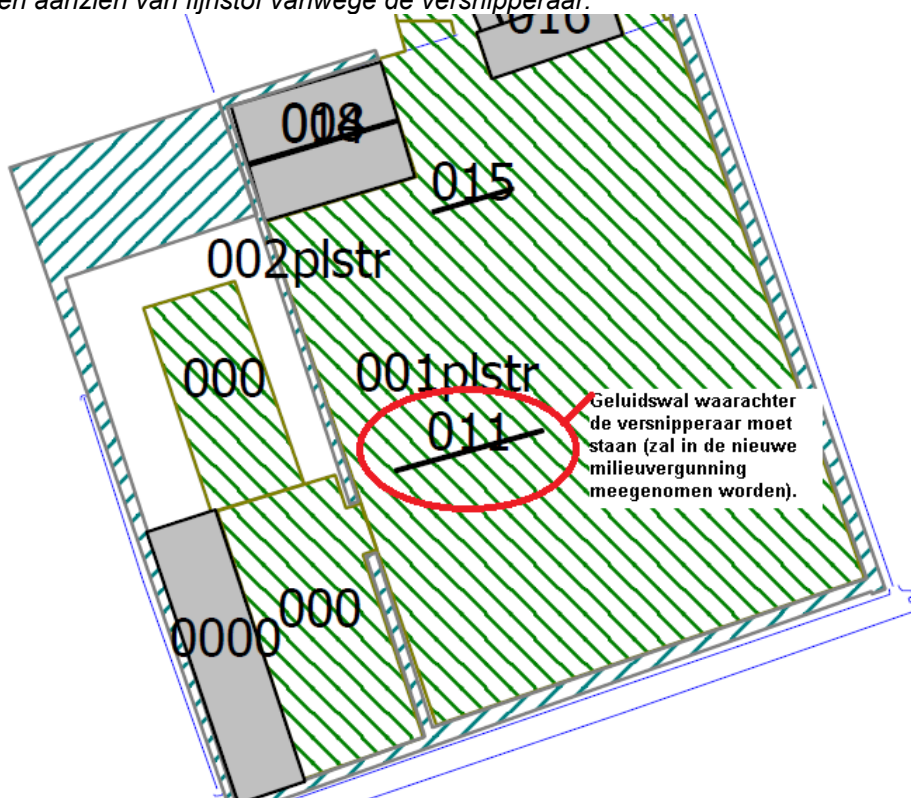 en aanzien van fijnstof vanwege de versnipperaar.
016
015
002plstr
000
001plstr
011
Geluidswal waarachter
de versnipperaar moet
staan (zal in de nieuwe
milieuvergunning
meegenomen worden).
000
0000